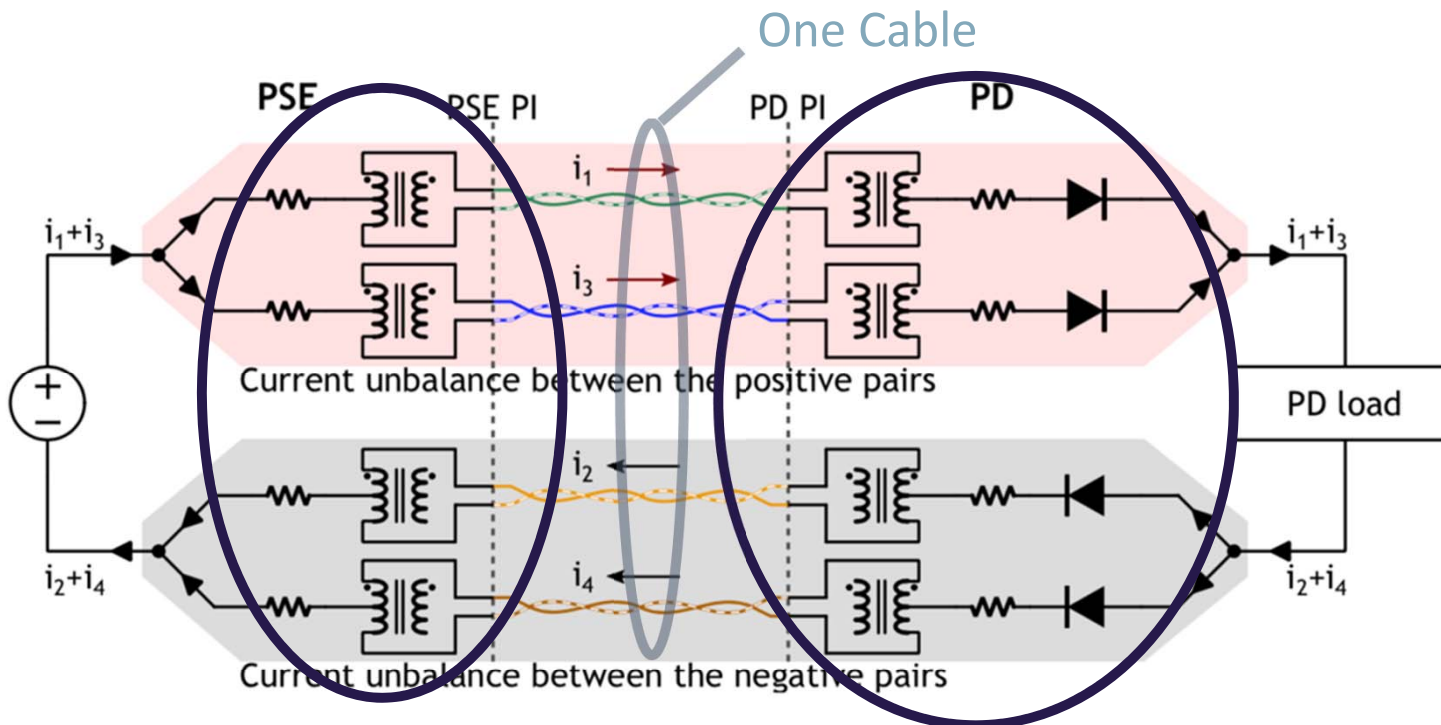 One Cable
PSE
PSE PI
PD PI
PD
i₁
i₁+i₃
i₁+i₃
i₃
Current unbalance between the positive pairs
+
−
PD load
i₂
i₄
i₂+i₄
i₂+i₄
Current unbalance between the negative pairs